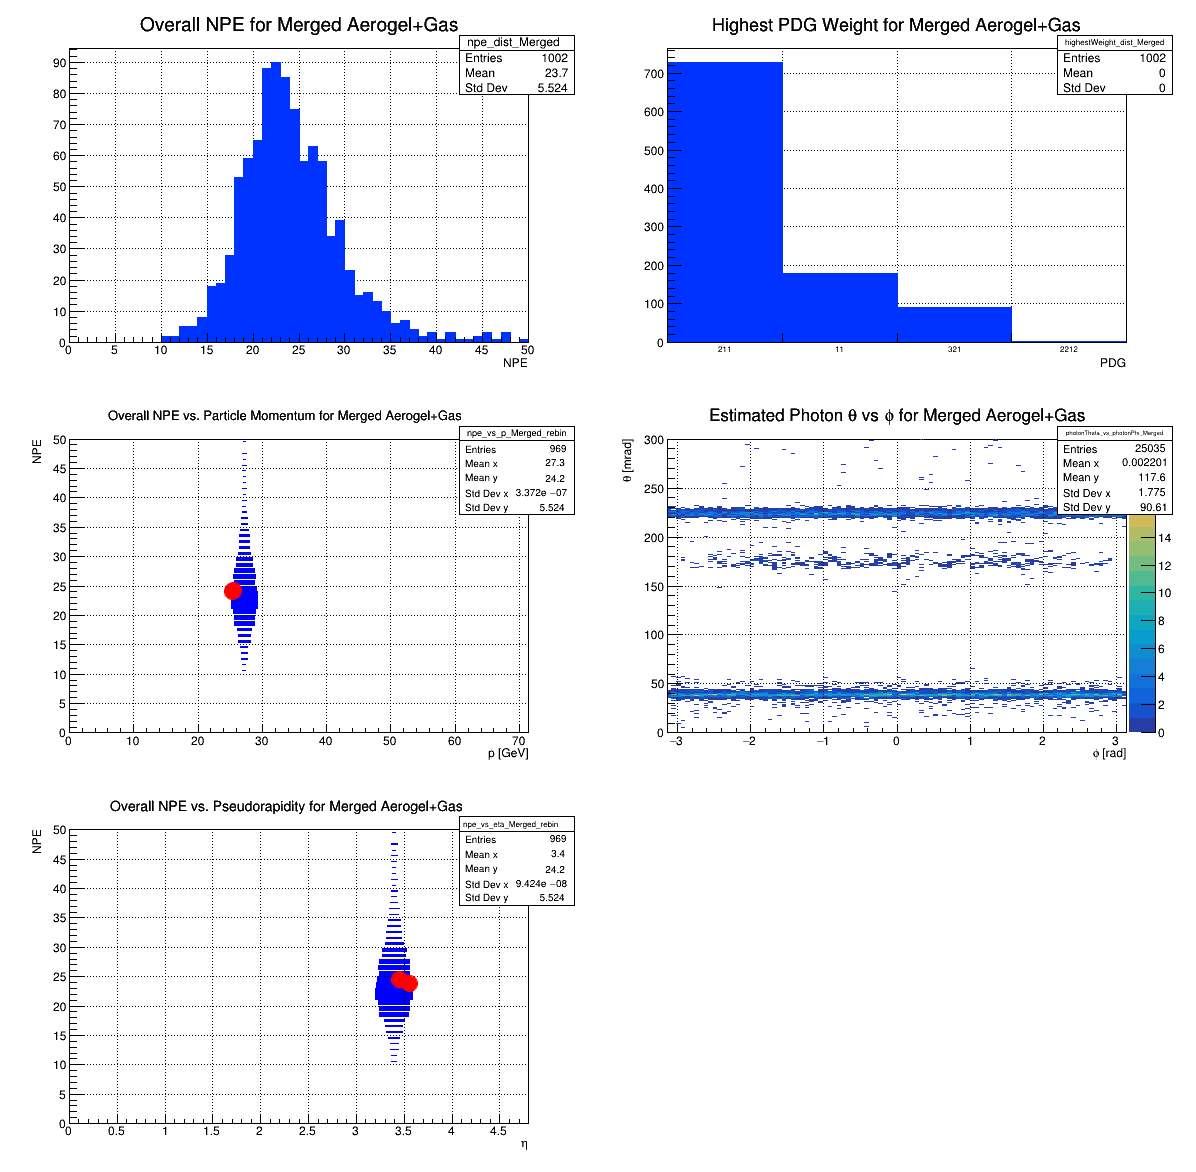 Overall NPE for Merged Aerogel+Gas
npe_dist_Merged
Entries 1002
Mean 23.7
Std Dev 5.524
90
80
70
60
50
40
30
20
10
0
0 5 10 15 20 25 30 35 40 45 50
NPE
Highest PDG Weight for Merged Aerogel+Gas
highestWeight_dist_Merged
Entries 1002
Mean 0
Std Dev 0
700
600
500
400
300
200
100
0
211 11 321 2212
PDG
Overall NPE vs. Particle Momentum for Merged Aerogel+Gas
npe_vs_p_Merged_rebin
Entries 969
Mean x 27.3
Mean y 24.2
Std Dev x 3.372e −07
Std Dev y 5.524
NPE
50
45
40
35
30
25
20
15
10
5
0
0 10 20 30 40 50 60 70
p [GeV]
Estimated Photon θ vs ϕ for Merged Aerogel+Gas
photonTheta_vs_photonPhi_Merged
Entries 25035
Mean x 0.002201
Mean y 117.6
Std Dev x 1.775
Std Dev y 90.61
θ [mrad]
300
250
200
150
100
50
0
−3 −2 −1 0 1 2 3
ϕ [rad]
14
12
10
8
6
4
2
0
Overall NPE vs. Pseudorapidity for Merged Aerogel+Gas
npe_vs_eta_Merged_rebin
Entries 969
Mean x 3.4
Mean y 24.2
Std Dev x 9.424e −08
Std Dev y 5.524
NPE
50
45
40
35
30
25
20
15
10
5
0
0 0.5 1 1.5 2 2.5 3 3.5 4 4.5
η